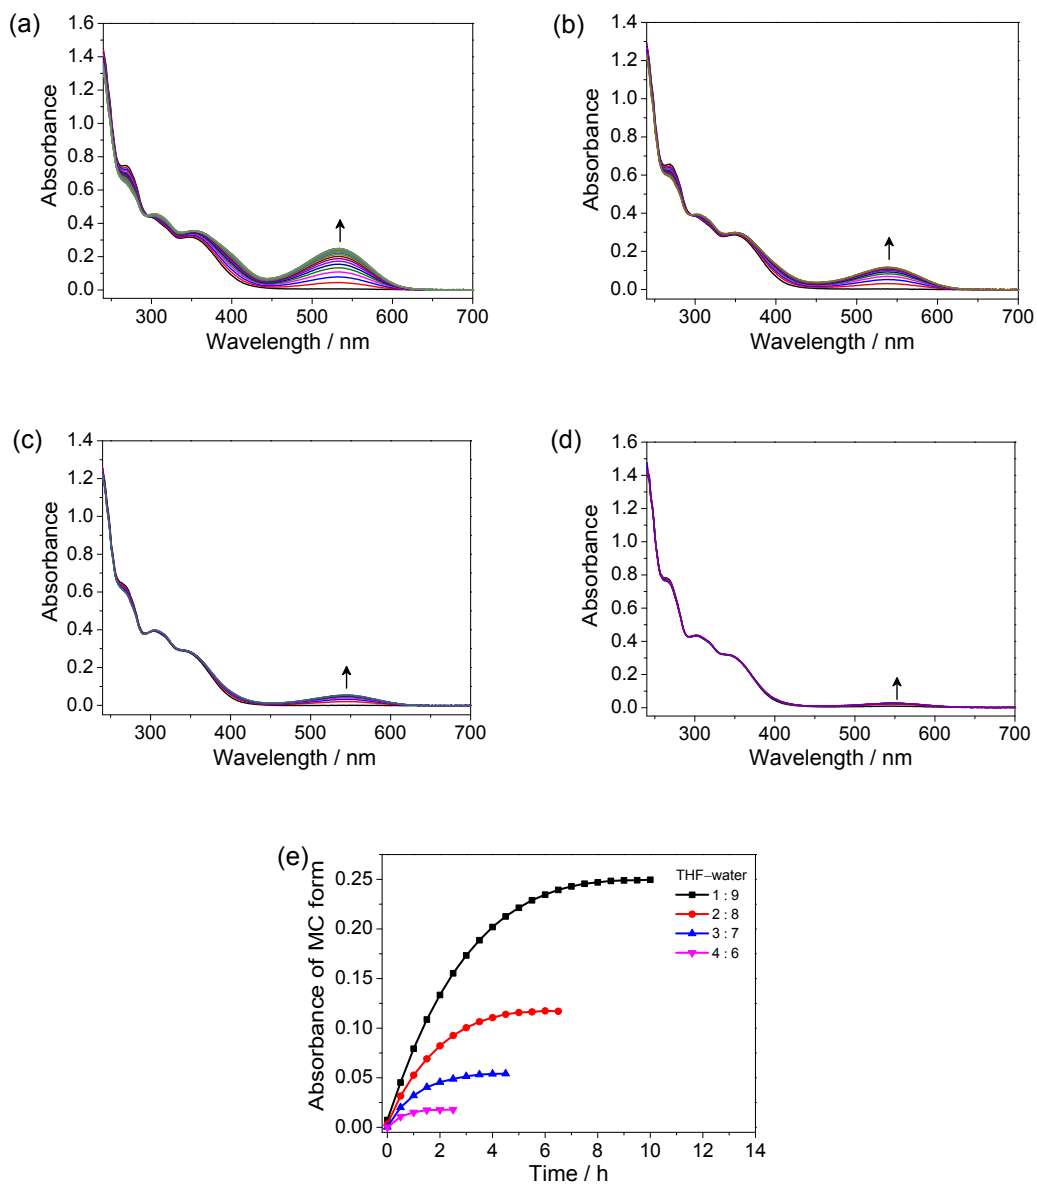 (a)
1.6
1.4
1.2
1.0
0.8
0.6
0.4
0.2
0.0
Absorbance
300 400 500 600 700
Wavelength / nm
(b)
1.4
1.2
1.0
0.8
0.6
0.4
0.2
0.0
Absorbance
300 400 500 600 700
Wavelength / nm
(c)
1.4
1.2
1.0
0.8
0.6
0.4
0.2
0.0
Absorbance
300 400 500 600 700
Wavelength / nm
(d)
1.6
1.4
1.2
1.0
0.8
0.6
0.4
0.2
0.0
Absorbance
300 400 500 600 700
Wavelength / nm
(e)
0.25
0.20
0.15
0.10
0.05
0.00
Absorbance of MC form
THF–water
1 : 9
2 : 8
3 : 7
4 : 6
0 2 4 6 8 10 12 14
Time / h